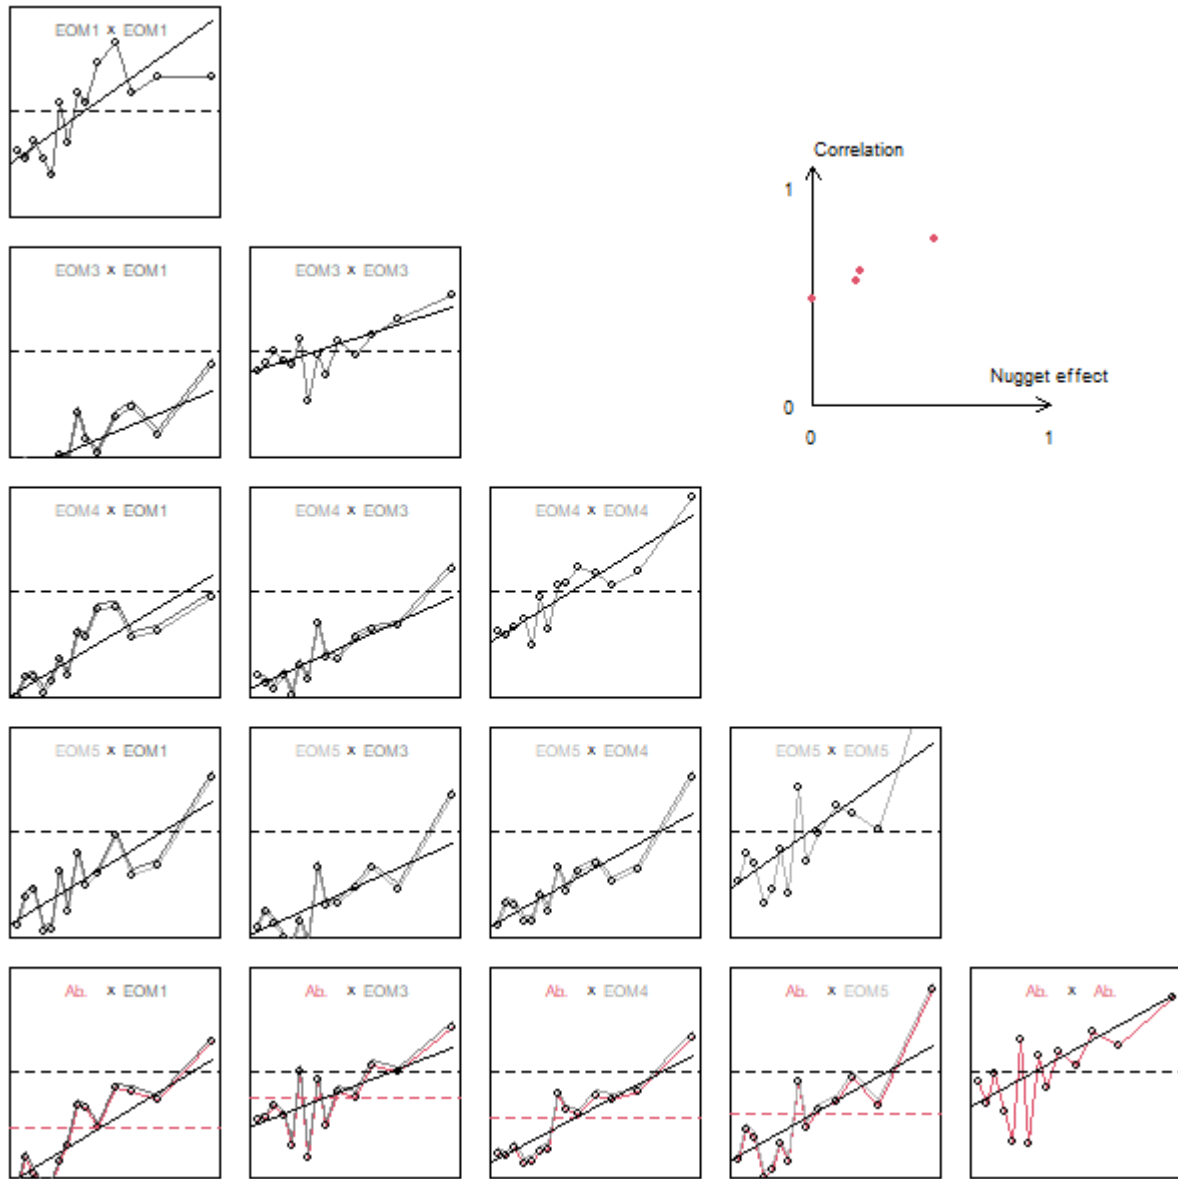 EOM1 x EOM1
Correlation
1
EOM3 x EOM1
EOM3 x EOM3
Nugget effect
0
0
1
EOM4 x EOM1
EOM4 x EOM3
EOM4 x EOM4
EOM5 x EOM1
EOM5 x EOM3
EOM5 x EOM4
EOM5 x EOM5
Ab. x EOM1
Ab. x EOM3
Ab. x EOM4
Ab. x EOM5
Ab. x Ab.